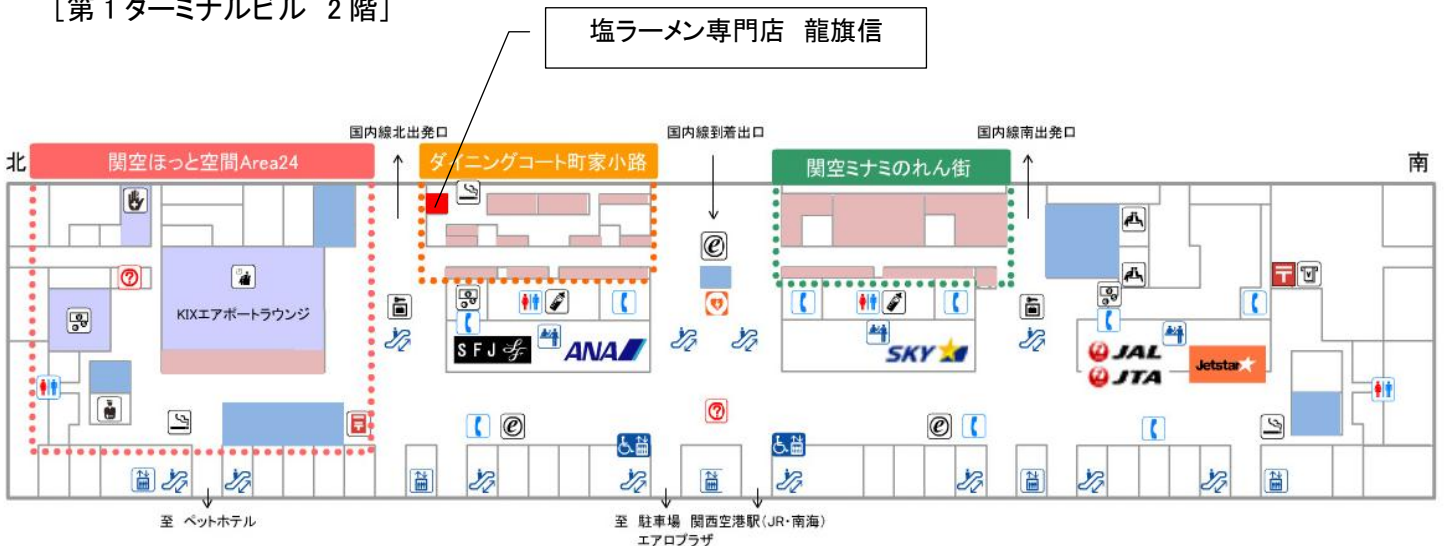 ［第１ターミナルビル　２階］
塩ラーメン専門店　龍旗信
国内線北出発口
国内線到着出口
国内線南出発口
北
関空ほっと空間Area24
ダイニングコート町家小路
関空ミナミのれん街
南
KIXエアポートラウンジ
SFJ
ANA
SKY
JAL
JTA
Jetstar
至 ペットホテル
至 駐車場 関西空港駅(JR・南海)
エアロプラザ